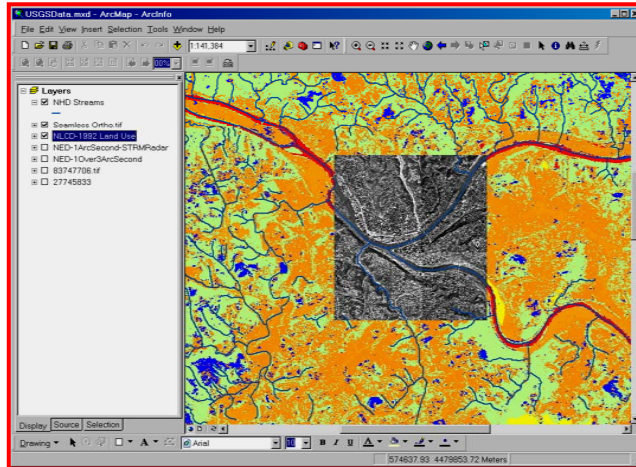 USGSData.mxd - ArcMap - ArcInfo
File Edit View Insert Selection Tools Window Help
1:141,384
100%
Layers
NHD Streams
Seamless Ortho.tif
NLCD-1992 Land Use
NED-1ArcSecond-STRMRadar
NED-1Over3ArcSecond
83747706.tif
27745833
Display Source Selection
Drawing A Arial 10 B I U A
574637.93 4479853.72 Meters